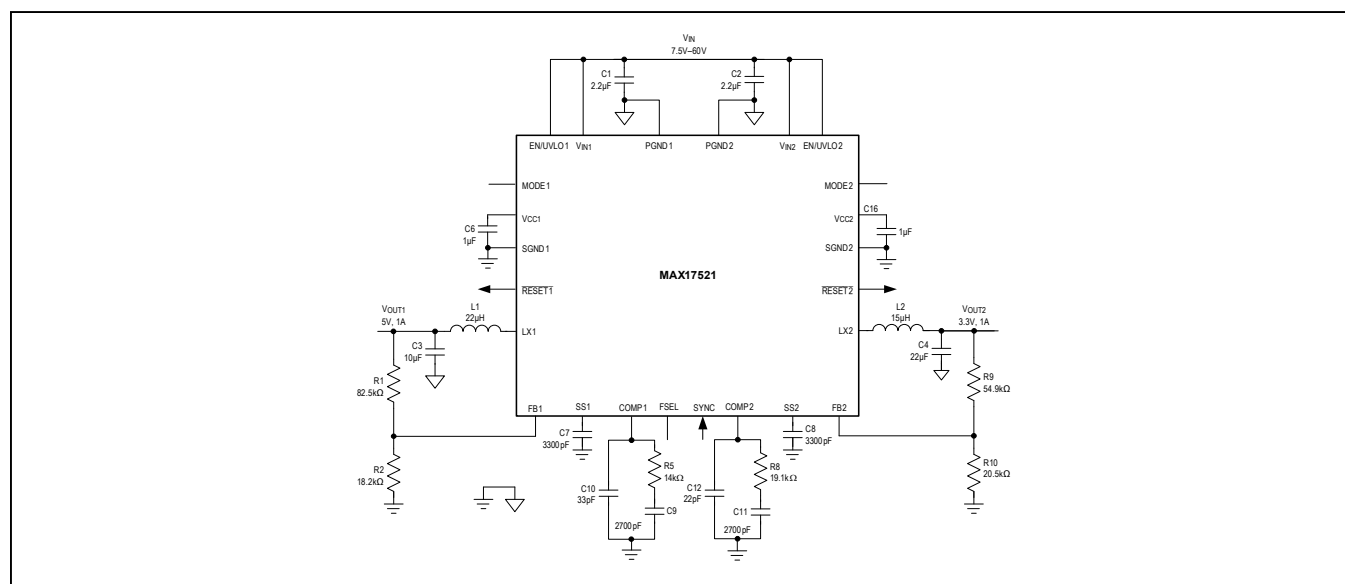 VIN
7.5V–60V
C1
2.2µF
C2
2.2µF
EN/UVLO1
VIN1
PGND1
PGND2
VIN2
EN/UVLO2
MODE1
MODE2
VCC1
C6
1µF
SGND1
VCC2
C16
1µF
SGND2
MAX17521
RESET1
RESET2
VOUT1
5V, 1A
L1
22µH
LX1
C3
10µF
LX2
L2
15µH
VOUT2
3.3V, 1A
C4
22µF
R1
82.5kΩ
R9
54.9kΩ
FB1
SS1
COMP1
FSEL
SYNC
COMP2
SS2
FB2
C7
3300pF
C8
3300pF
R2
18.2kΩ
R10
20.5kΩ
C10
33pF
R5
14kΩ
C9
2700pF
C12
22pF
R8
19.1kΩ
C11
2700pF